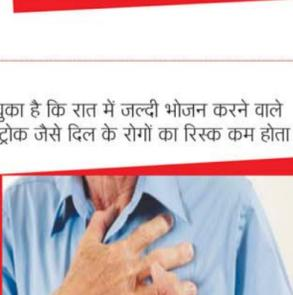 चुका है कि रात में जल्दी भोजन करने वाले
ट्रोक जैसे दिल के रोगों का रिस्क कम होता